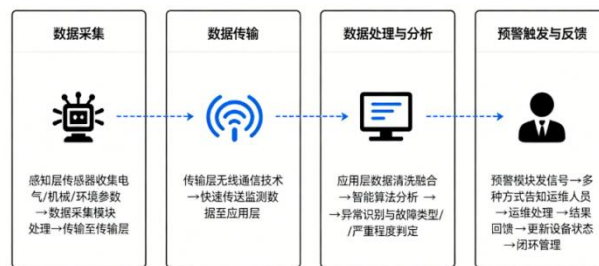 数据采集
感知层传感器收集电
气/机械/环境参数
→数据采集模块
处理→传输至传输层
数据传输
传输层无线通信技术
→快速传送监测数
据至应用层
数据处理与分析
应用层数据清洗融合
→智能算法分析 →
→异常识别与故障类型/
/严重程度判定
预警触发与反馈
预警模块发信号→多
种方式告知运维人员
→运维处理 →结果
回馈→更新设备状态
→闭环管理